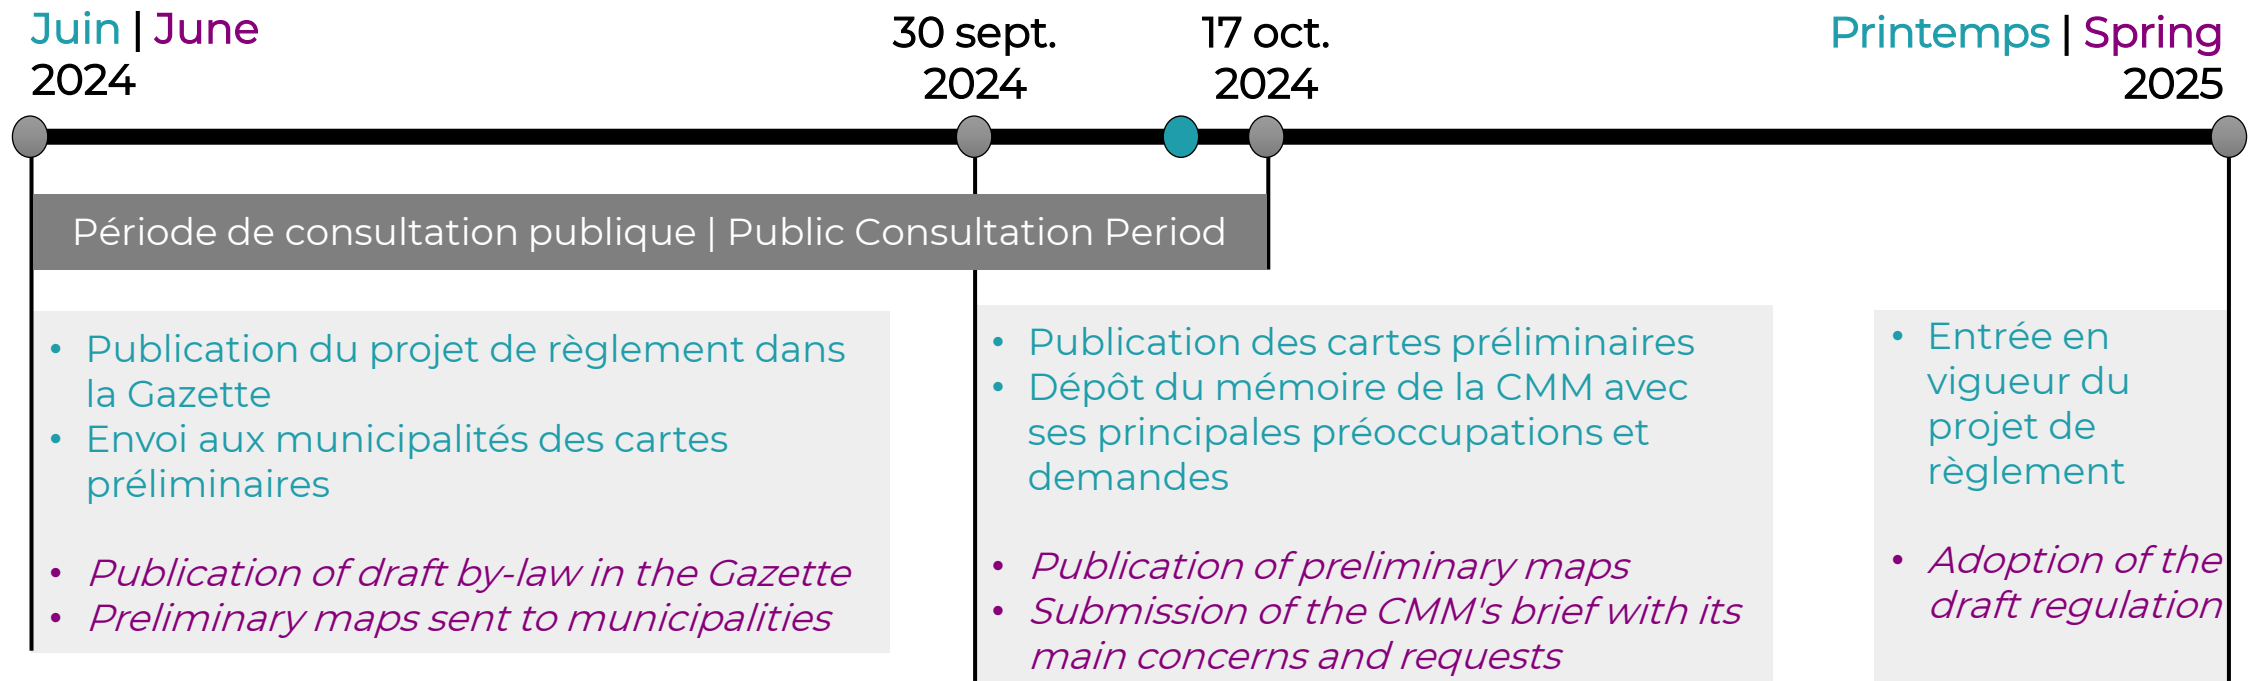 Juin | June
2024
30 sept.
2024
17 oct.
2024
Printemps | Spring
2025
Période de consultation publique | Public Consultation Period
• Publication du projet de règlement dans
la Gazette
• Envoi aux municipalités des cartes
préliminaires
• Publication of draft by-law in the Gazette
• Preliminary maps sent to municipalities
• Publication des cartes préliminaires
• Dépôt du mémoire de la CMM avec
ses principales préoccupations et
demandes
• Publication of preliminary maps
• Submission of the CMM's brief with its
main concerns and requests
• Entrée en
vigueur du
projet de
règlement
• Adoption of the
draft regulation